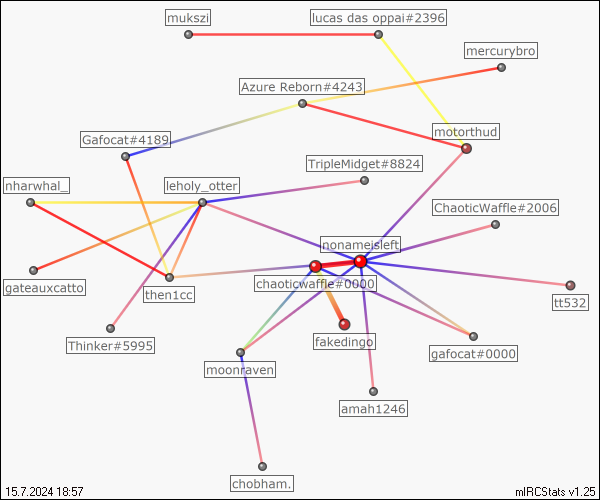 mukszi
lucas das oppai#2396
mercurybro
Azure Reborn#4243
motorthud
Gafocat#4189
TripleMidget#8824
nharwhal_
leholy_otter
ChaoticWaffle#2006
nonameisleft
chaoticwaffle#0000
gateauxcatto
then1cc
tt532
Thinker#5995
fakedingo
gafocat#0000
moonraven
amah1246
chobham.
15.7.2024 18:57
mIRCStats v1.25